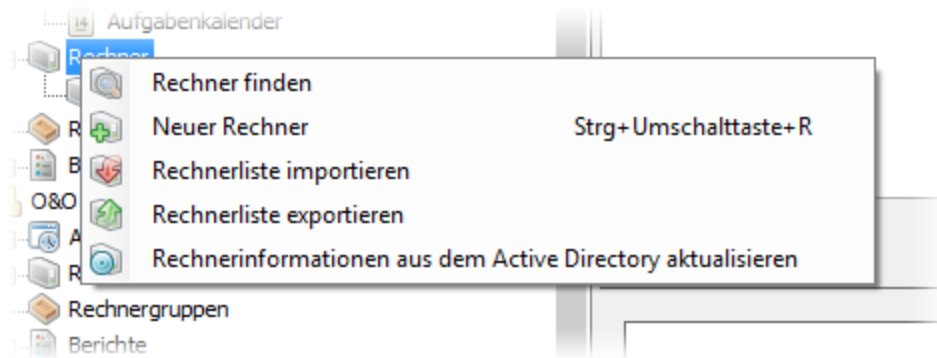 Aufgabenkalender
Rechner
Rechner finden
Neuer Rechner Strg+Umschalttaste+R
R
Rechnerliste importieren
B
Rechnerliste exportieren
O&O
A
Rechnerinformationen aus dem Active Directory aktualisieren
R
Rechnergruppen
Berichte